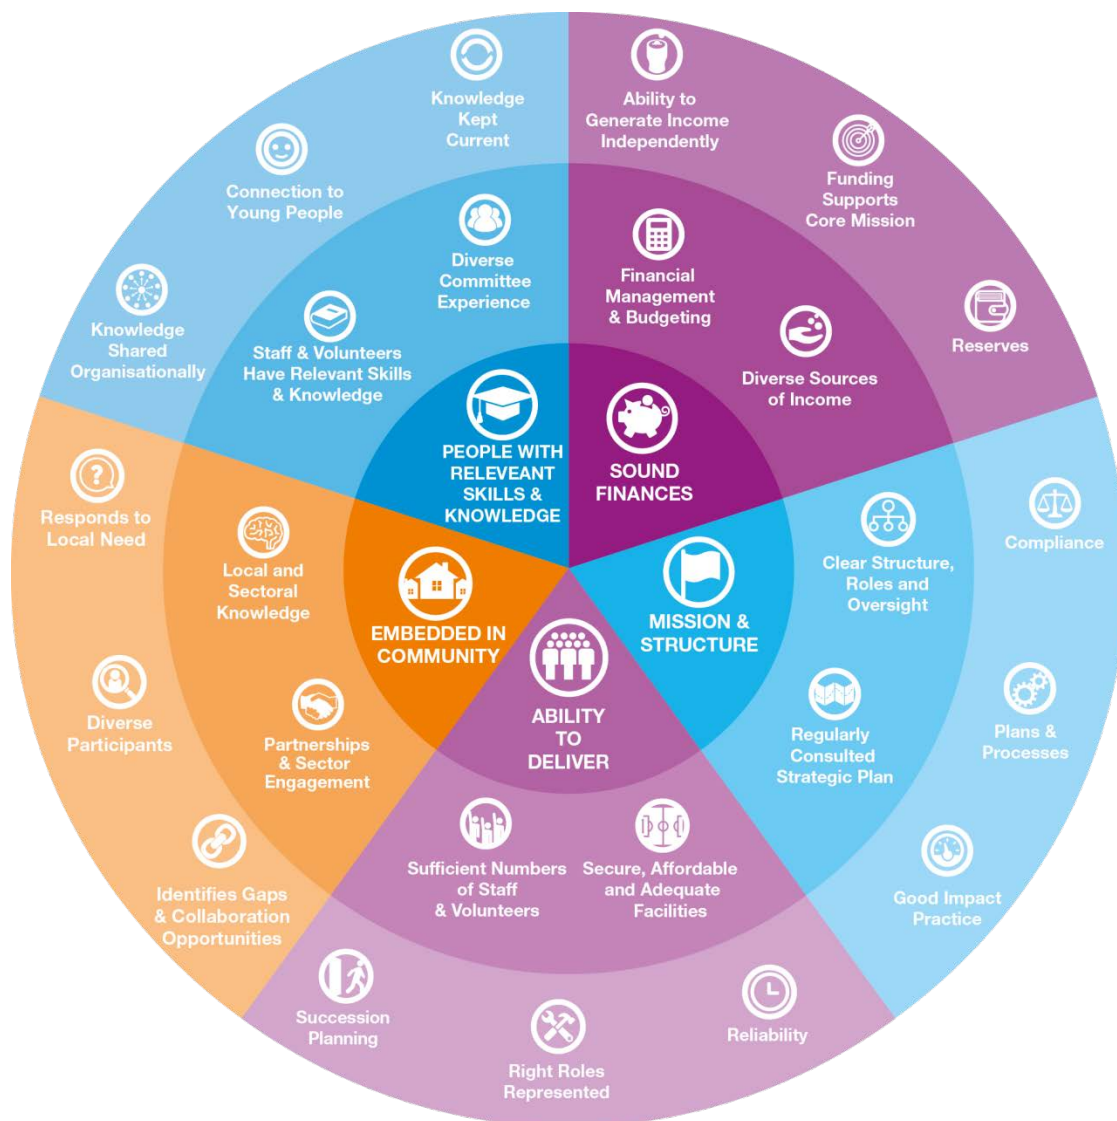 Knowledge
Kept
Current
Connection to
Young People
Knowledge
Shared
Organisationally
Diverse
Committee
Experience
Staff & Volunteers
Have Relevant Skills
& Knowledge
PEOPLE WITH
RELEVEANT
SKILLS &
KNOWLEDGE
Ability to
Generate Income
Independently
Funding
Supports
Core Mission
Reserves
Financial
Management
& Budgeting
Diverse Sources
of Income
SOUND
FINANCES
Compliance
Plans &
Processes
Good Impact
Practice
Clear Structure,
Roles and
Oversight
Regularly
Consulted
Strategic Plan
MISSION &
STRUCTURE
ABILITY
TO
DELIVER
Sufficient Numbers
of Staff
& Volunteers
Secure, Affordable
and Adequate
Facilities
Succession
Planning
Right Roles
Represented
Reliability
EMBEDDED IN
COMMUNITY
Local and
Sectoral
Knowledge
Partnerships
& Sector
Engagement
?
Responds to
Local Need
Diverse
Participants
Identifies Gaps
& Collaboration
Opportunities